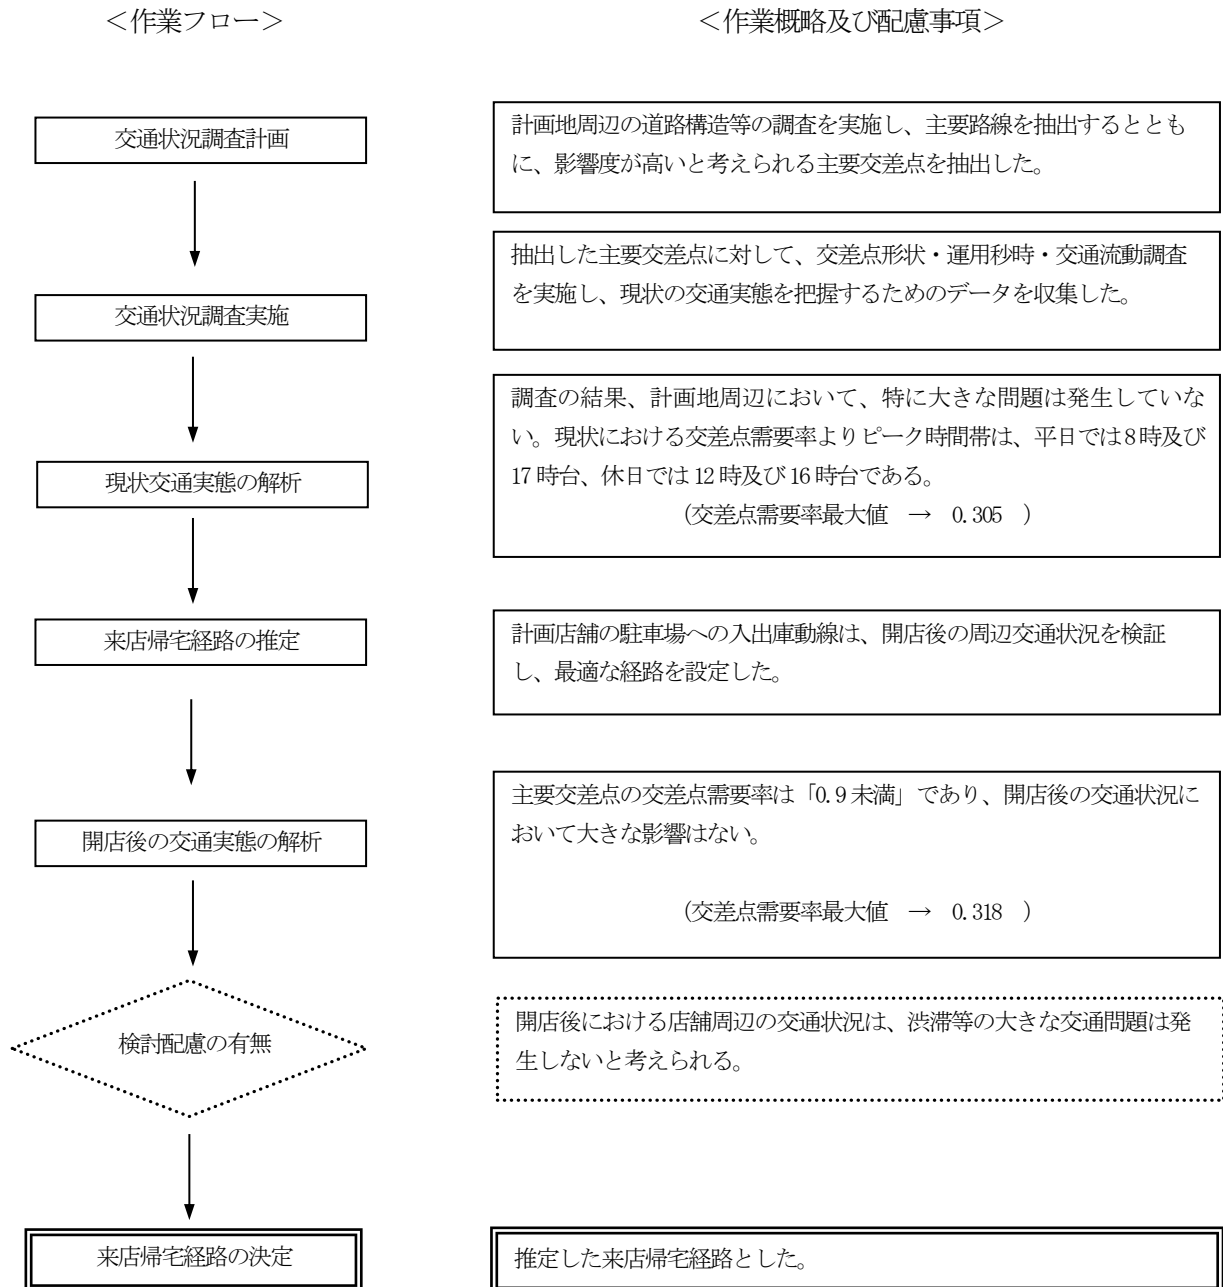 ＜作業フロー＞
＜作業概略及び配慮事項＞
交通状況調査計画
計画地周辺の道路構造等の調査を実施し、主要路線を抽出するととも
に、影響度が高いと考えられる主要交差点を抽出した。
交通状況調査実施
抽出した主要交差点に対して、交差点形状・運用秒時・交通流動調査
を実施し、現状の交通実態を把握するためのデータを収集した。
現状交通実態の解析
調査の結果、計画地周辺において、特に大きな問題は発生していな
い。現状における交差点需要率よりピーク時間帯は、平日では8時及び
17時台、休日では12時及び16時台である。
（交差点需要率最大値　→　0.305　）
来店帰宅経路の推定
計画店舗の駐車場への入出庫動線は、開店後の周辺交通状況を検証
し、最適な経路を設定した。
開店後の交通実態の解析
主要交差点の交差点需要率は「0.9未満」であり、開店後の交通状況に
おいて大きな影響はない。
（交差点需要率最大値　→　0.318　）
検討配慮の有無
開店後における店舗周辺の交通状況は、渋滞等の大きな交通問題は発
生しないと考えられる。
来店帰宅経路の決定
推定した来店帰宅経路とした。